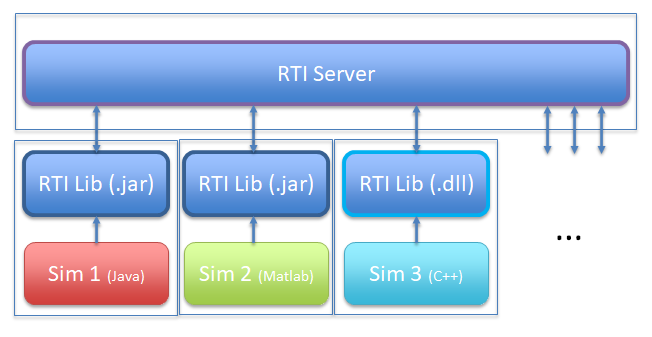 RTI Server
RTI Lib (.jar)
RTI Lib (.jar)
RTI Lib (.dll)
...
Sim 1 (Java)
Sim 2 (Matlab)
Sim 3 (C++)